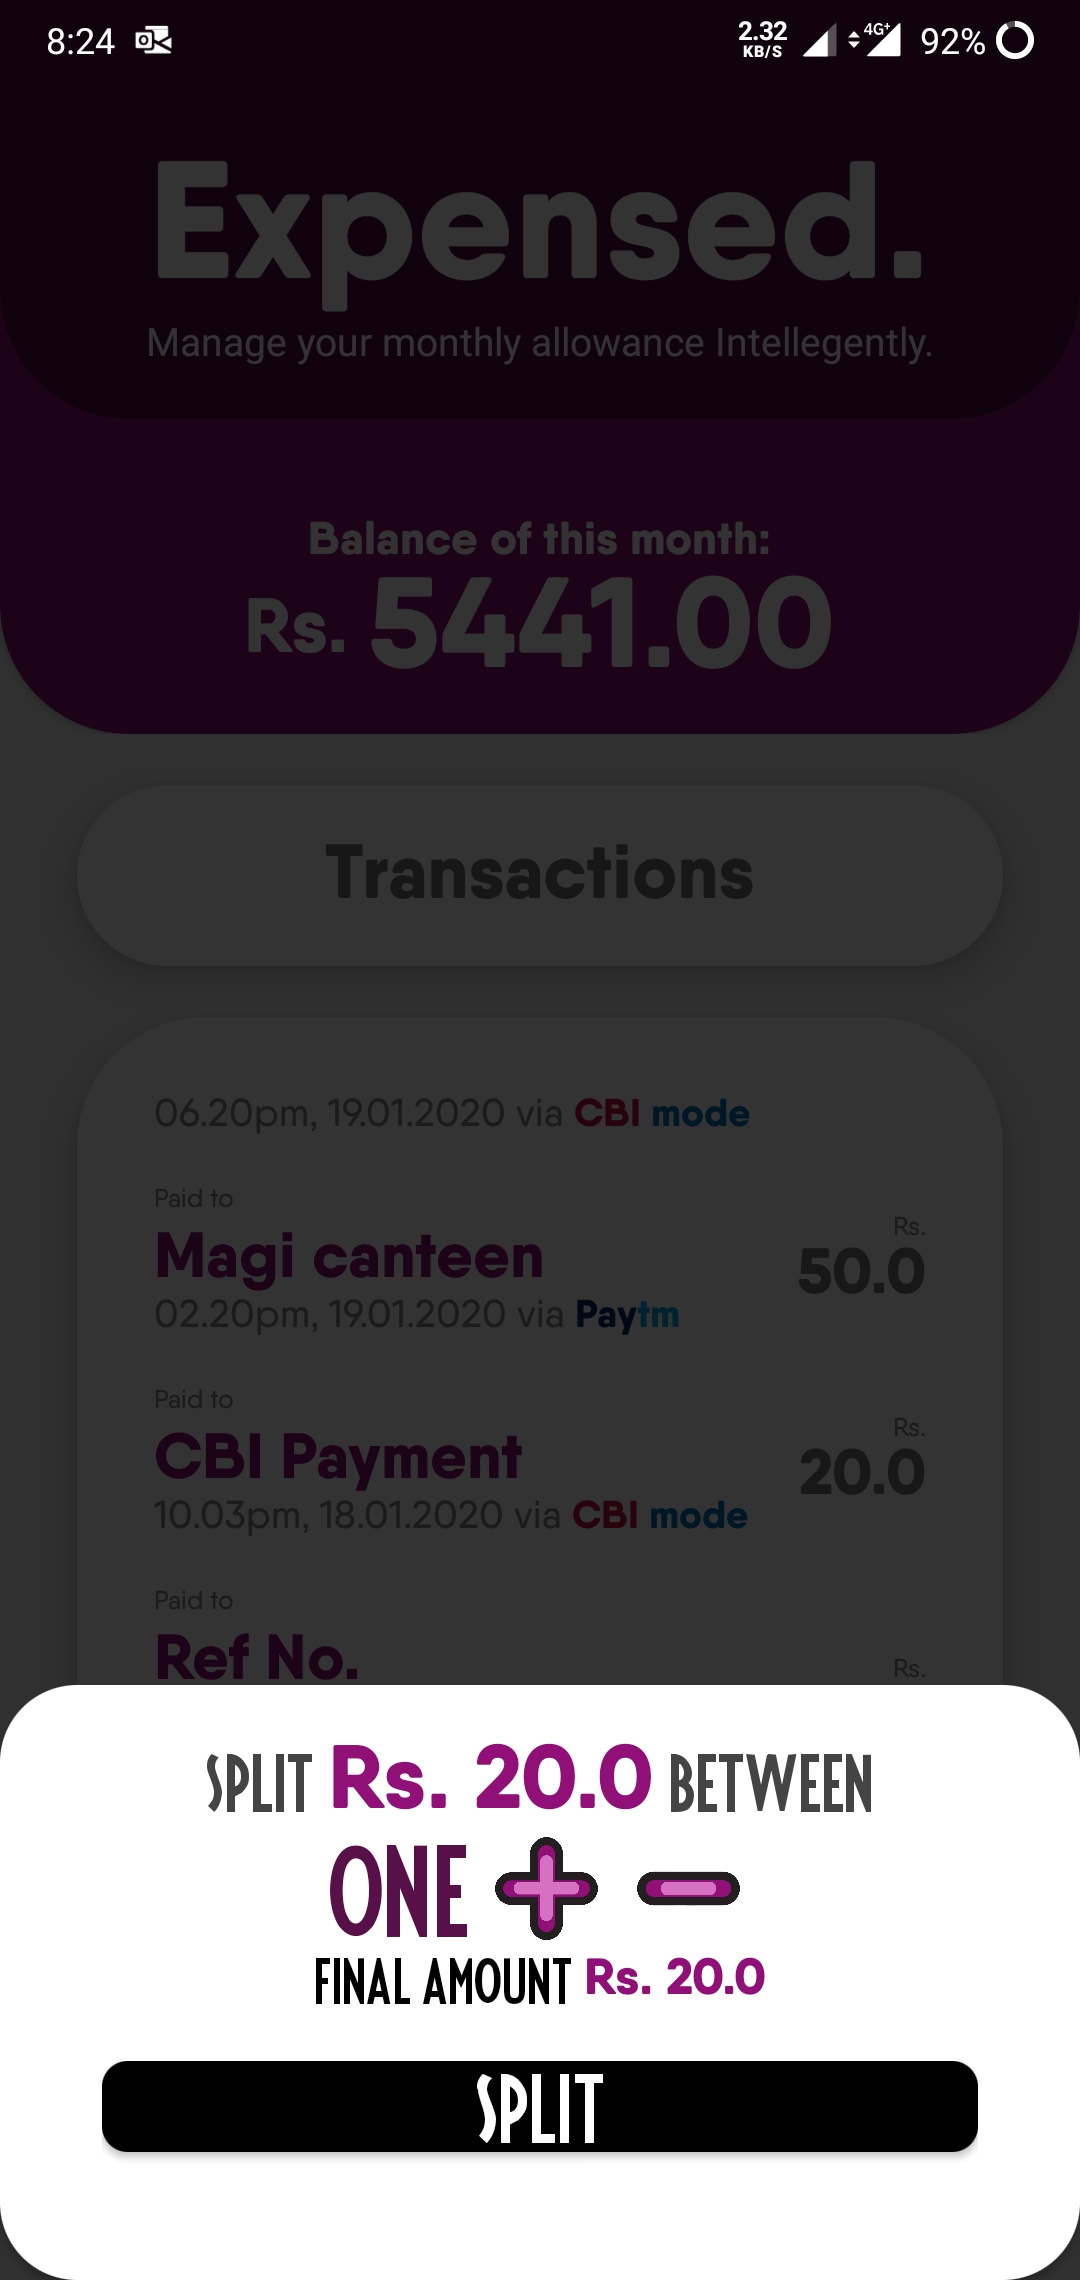 8:24 2.32 KB/S 4G+ 92%
Expensed.
Manage your monthly allowance Intellegently.
Balance of this month:
Rs. 5441.00
Transactions
06.20pm, 19.01.2020 via CBI mode
Paid to
Rs.
Magi canteen 50.0
02.20pm, 19.01.2020 via Paytm
Paid to
Rs.
CBI Payment 20.0
10.03pm, 18.01.2020 via CBI mode
Paid to
Ref No.
Rs.
SPLIT Rs. 20.0 BETWEEN
ONE + −
FINAL AMOUNT Rs. 20.0
SPLIT